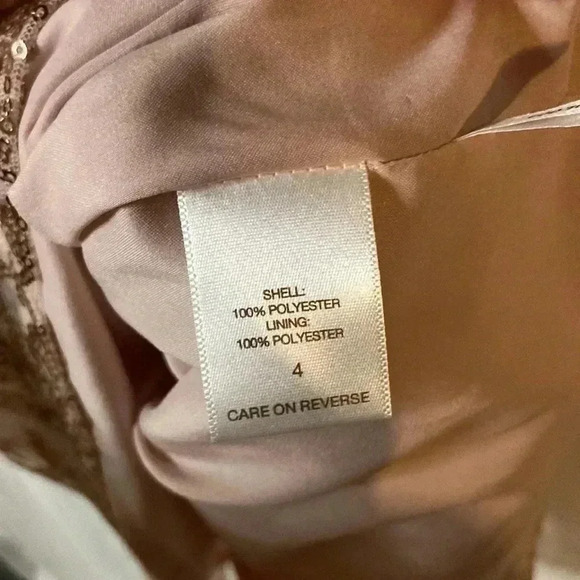 SHELL:
100% POLYESTER
LINING:
100% POLYESTER
4
CARE ON REVERSE